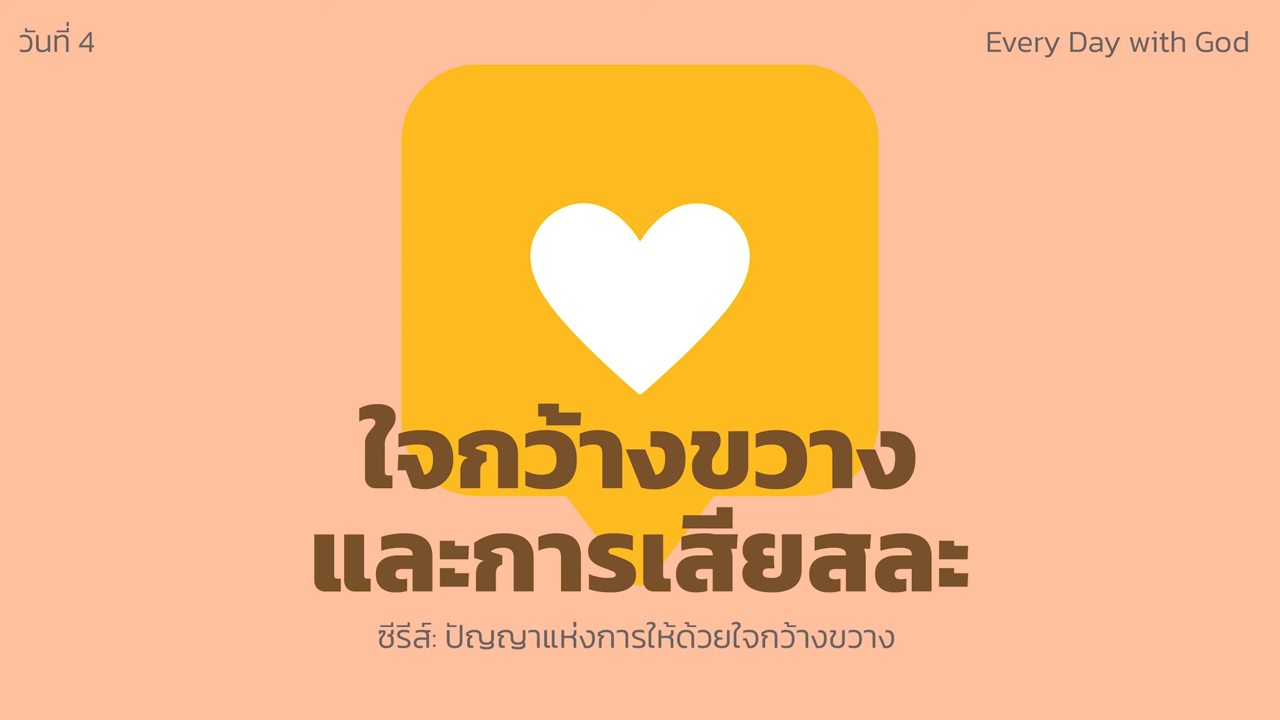 วันที่ 4
Every Day with God
ใจกว้างขวาง
และการเสียสละ
ซีรีส์: ปัญญาแห่งการให้ด้วยใจกว้างขวาง